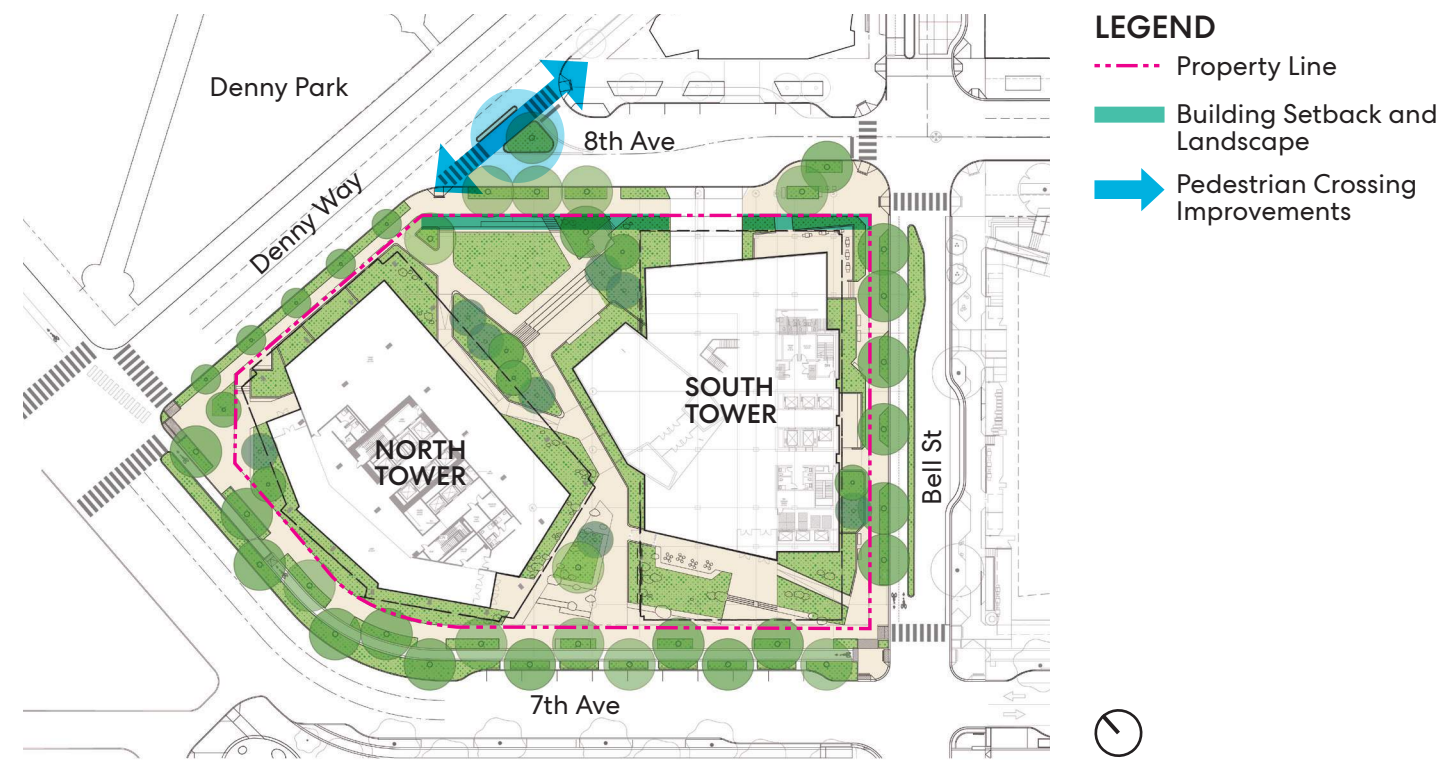 Denny Park
8th Ave
Denny Way
NORTH
TOWER
SOUTH
TOWER
Bell St
7th Ave
LEGEND
Property Line
Building Setback and
Landscape
Pedestrian Crossing
Improvements